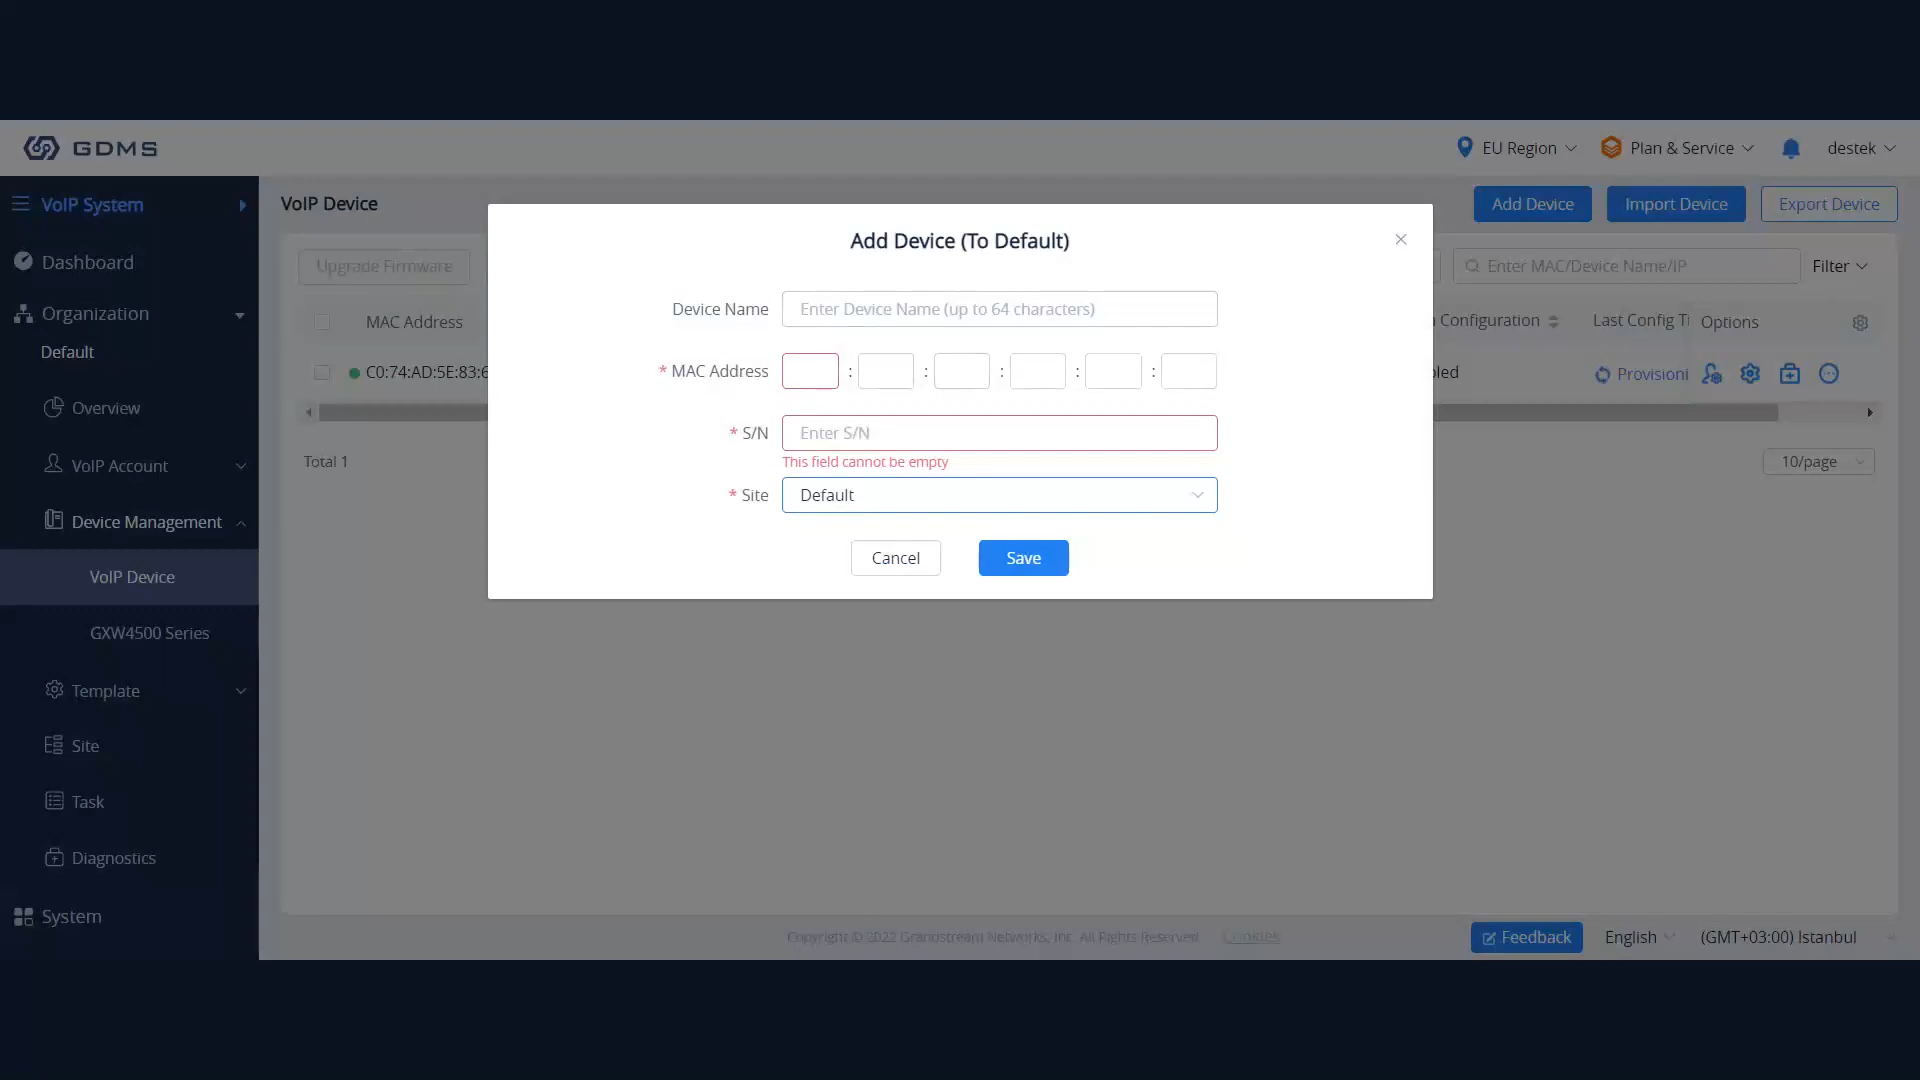 GDMS
EU Region
Plan & Service
destek
VoIP System
VoIP Device
Add Device
Import Device
Export Device
Dashboard
Organization
Default
Overview
VoIP Account
Device Management
VoIP Device
GXW4500 Series
Template
Site
Task
Diagnostics
System
Upgrade Firmware
Enter MAC/Device Name/IP
Filter
MAC Address
Configuration
Last Config Ti
Options
C0:74:AD:5E:83:6
Provisioni
Total 1
10/page
Add Device (To Default)
Device Name
Enter Device Name (up to 64 characters)
* MAC Address : : : : :
* S/N
Enter S/N
This field cannot be empty
* Site
Default
Cancel
Save
Copyright © 2022 Grandstream Networks, Inc. All Rights Reserved
Cookies
Feedback
English
(GMT+03:00) Istanbul